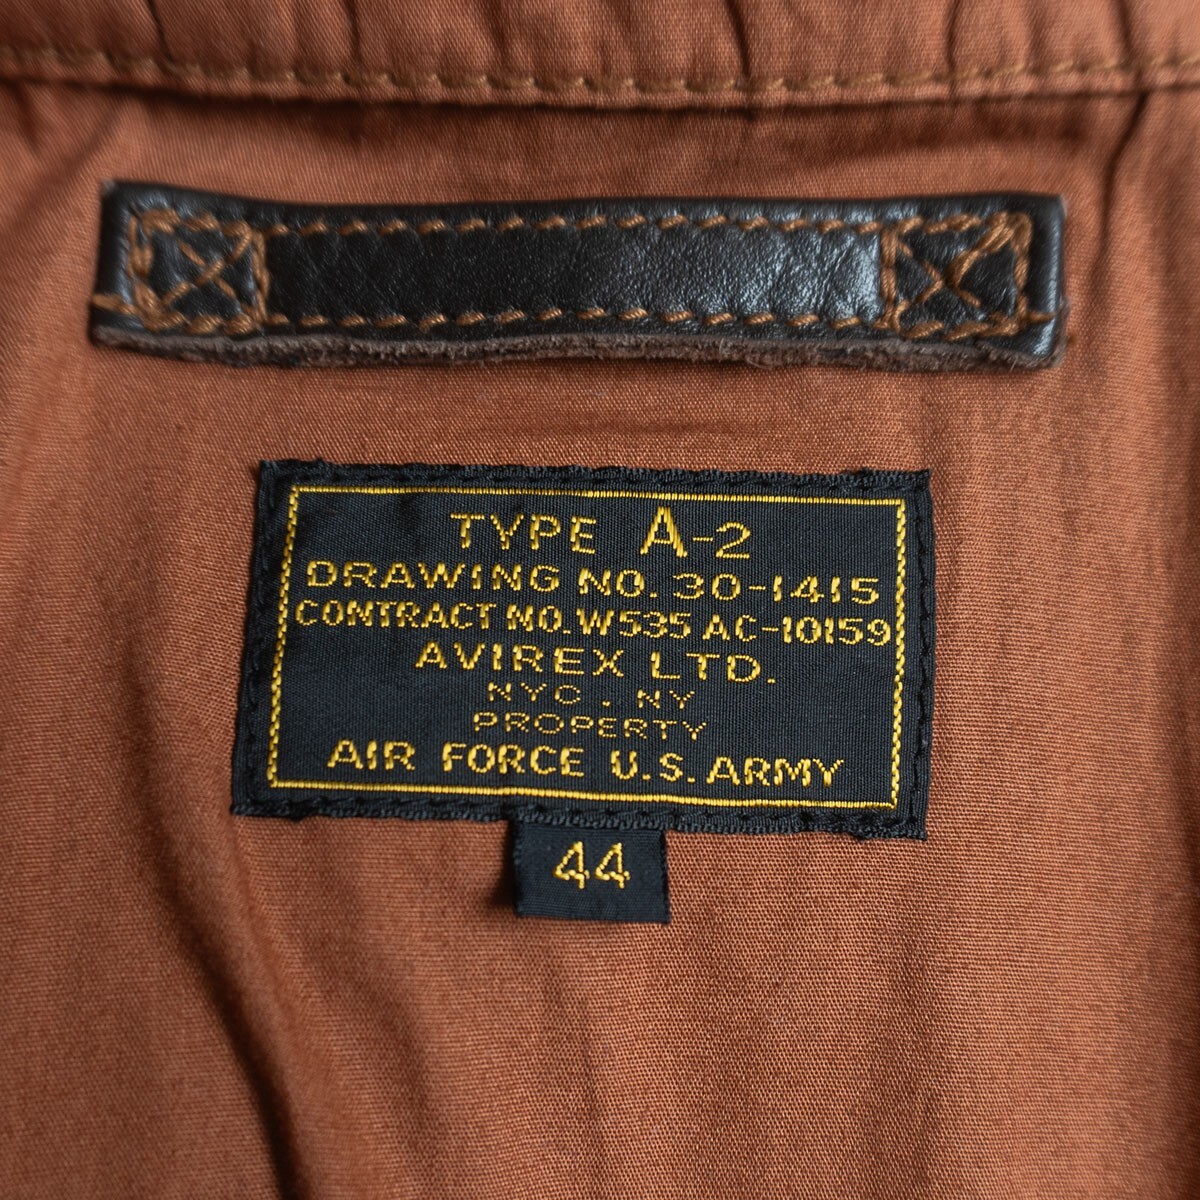 TYPE A-2
DRAWING NO. 30-1415
CONTRACT NO. W535 AC-10159
AVIREX LTD.
NYC. NY
PROPERTY
AIR FORCE U.S. ARMY
44